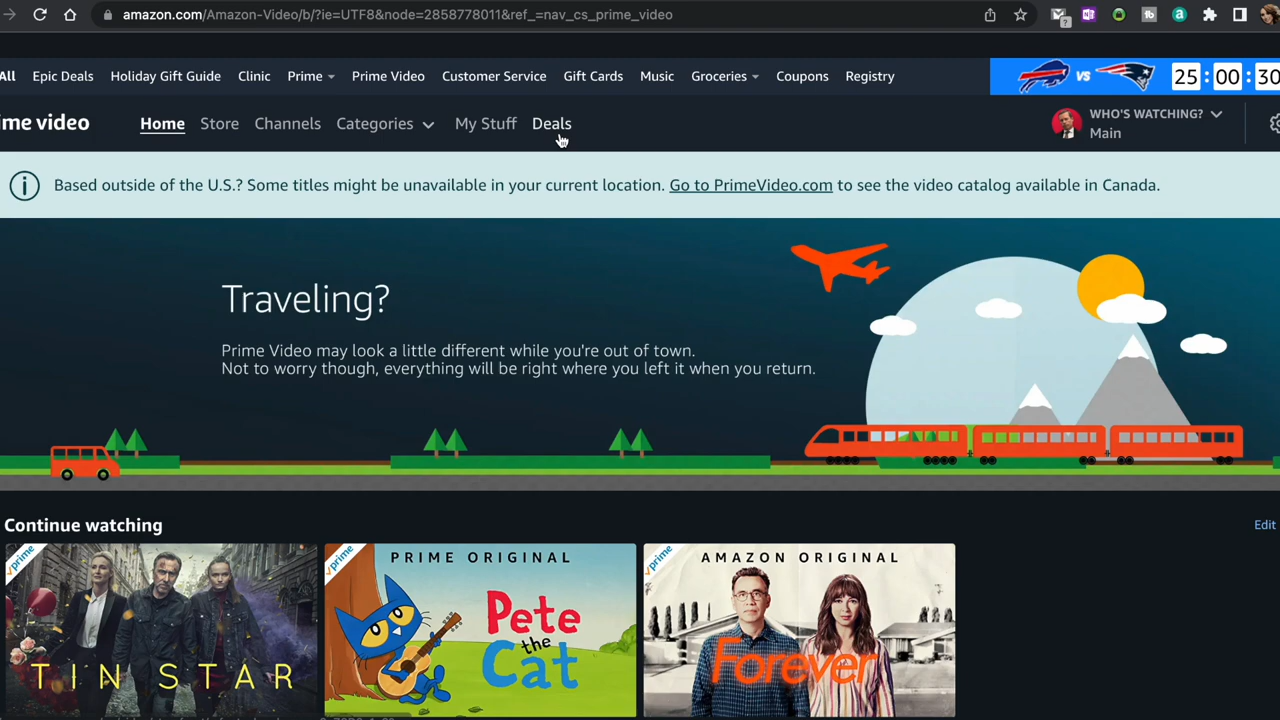 amazon.com/Amazon-Video/b/?ie=UTF8&node=2858778011&ref_=nav_cs_prime_video
All Epic Deals Holiday Gift Guide Clinic Prime Prime Video Customer Service Gift Cards Music Groceries Coupons Registry VS 25:00:30
me video Home Store Channels Categories My Stuff Deals WHO'S WATCHING?
Main
Based outside of the U.S.? Some titles might be unavailable in your current location. Go to PrimeVideo.com to see the video catalog available in Canada.
Traveling?
Prime Video may look a little different while you're out of town.
Not to worry though, everything will be right where you left it when you return.
Continue watching Edit
prime
TIN STAR
prime
PRIME ORIGINAL
Pete
the
Cat
prime
AMAZON ORIGINAL
Forever